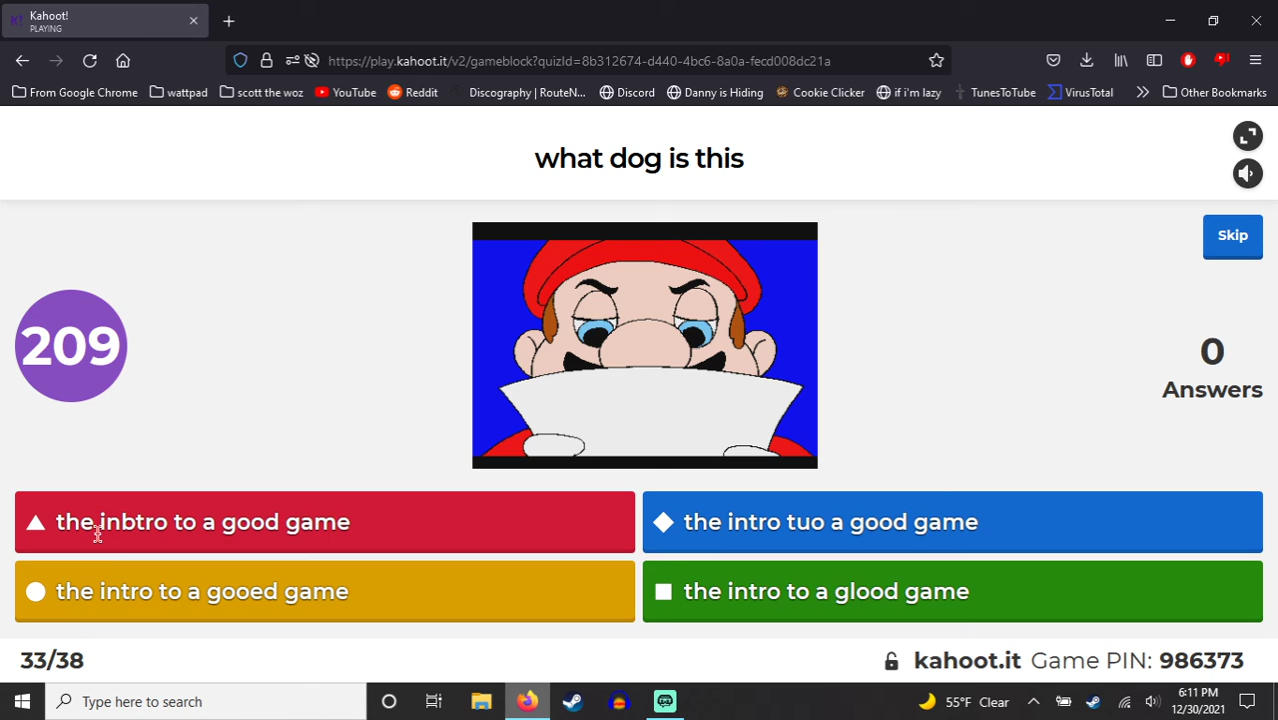 Kahoot!
PLAYING
https://play.kahoot.it/v2/gameblock?quizId=8b312674-d440-4bc6-8a0a-fecd008dc21a
From Google Chrome wattpad scott the woz YouTube Reddit Discography | RouteN... Discord Danny is Hiding Cookie Clicker if i'm lazy TunesToTube VirusTotal Other Bookmarks
what dog is this
Skip
209
0
Answers
the inbtro to a good game
the intro tuo a good game
the intro to a gooed game
the intro to a glood game
33/38
kahoot.it Game PIN: 986373
Type here to search
55°F Clear
6:11 PM
12/30/2021